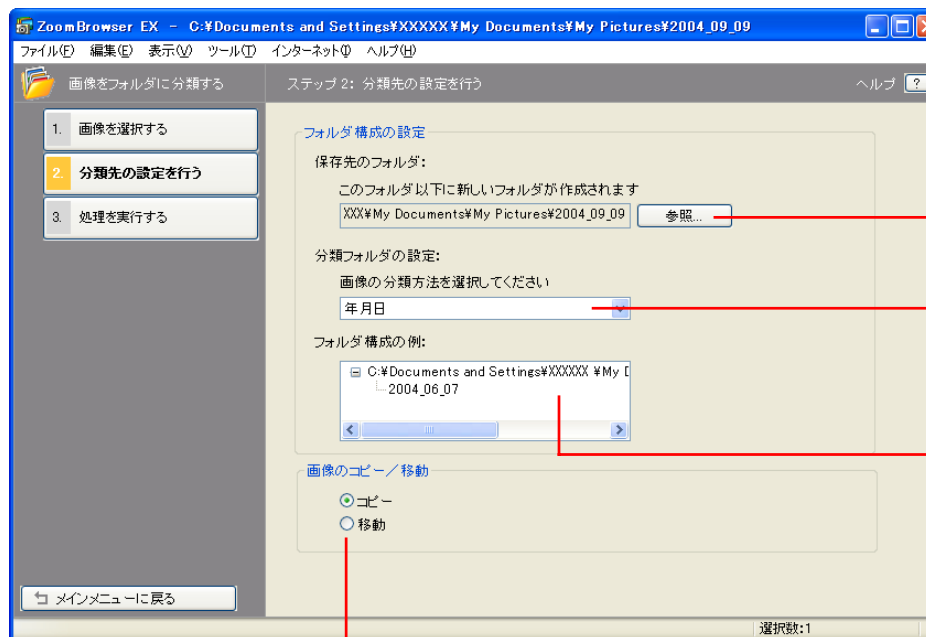 ZoomBrowser EX - C:¥Documents and Settings¥XXXXX¥My Documents¥My Pictures¥2004_09_09
ファイル(F) 編集(E) 表示(V) ツール(T) インターネット(I) ヘルプ(H)
画像をフォルダに分類する
ステップ2: 分類先の設定を行う
ヘルプ ?
1. 画像を選択する
2. 分類先の設定を行う
3. 処理を実行する
フォルダ構成の設定
保存先のフォルダ:
このフォルダ以下に新しいフォルダが作成されます
XXX¥My Documents¥My Pictures¥2004_09_09
参照...
分類フォルダの設定:
画像の分類方法を選択してください
年月日
フォルダ構成の例:
C:¥Documents and Settings¥XXXXXX ¥My D
2004_06_07
画像のコピー/移動
コピー
移動
メインメニューに戻る
選択数:1